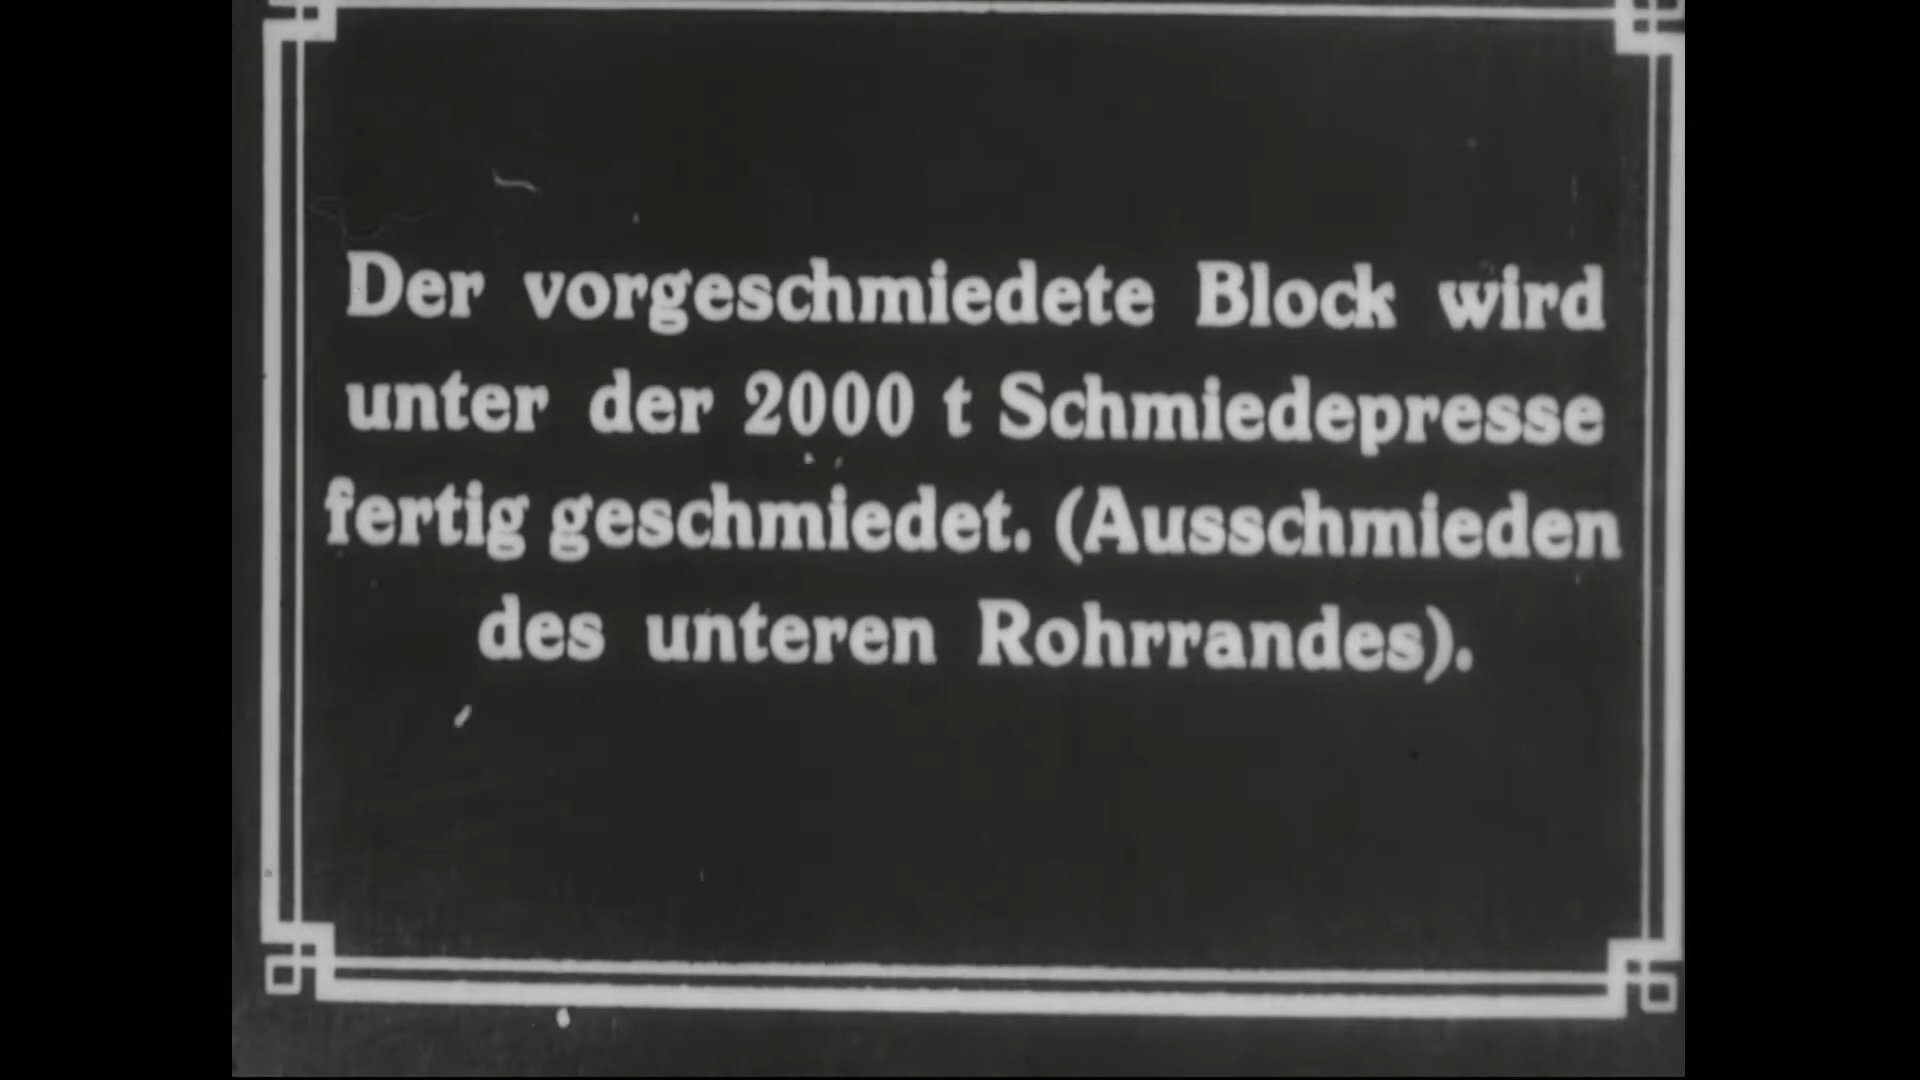 Der vorgeschmiedete Block wird
unter der 2000 t Schmiedepresse
fertig geschmiedet. (Ausschmieden
des unteren Rohrrandes).